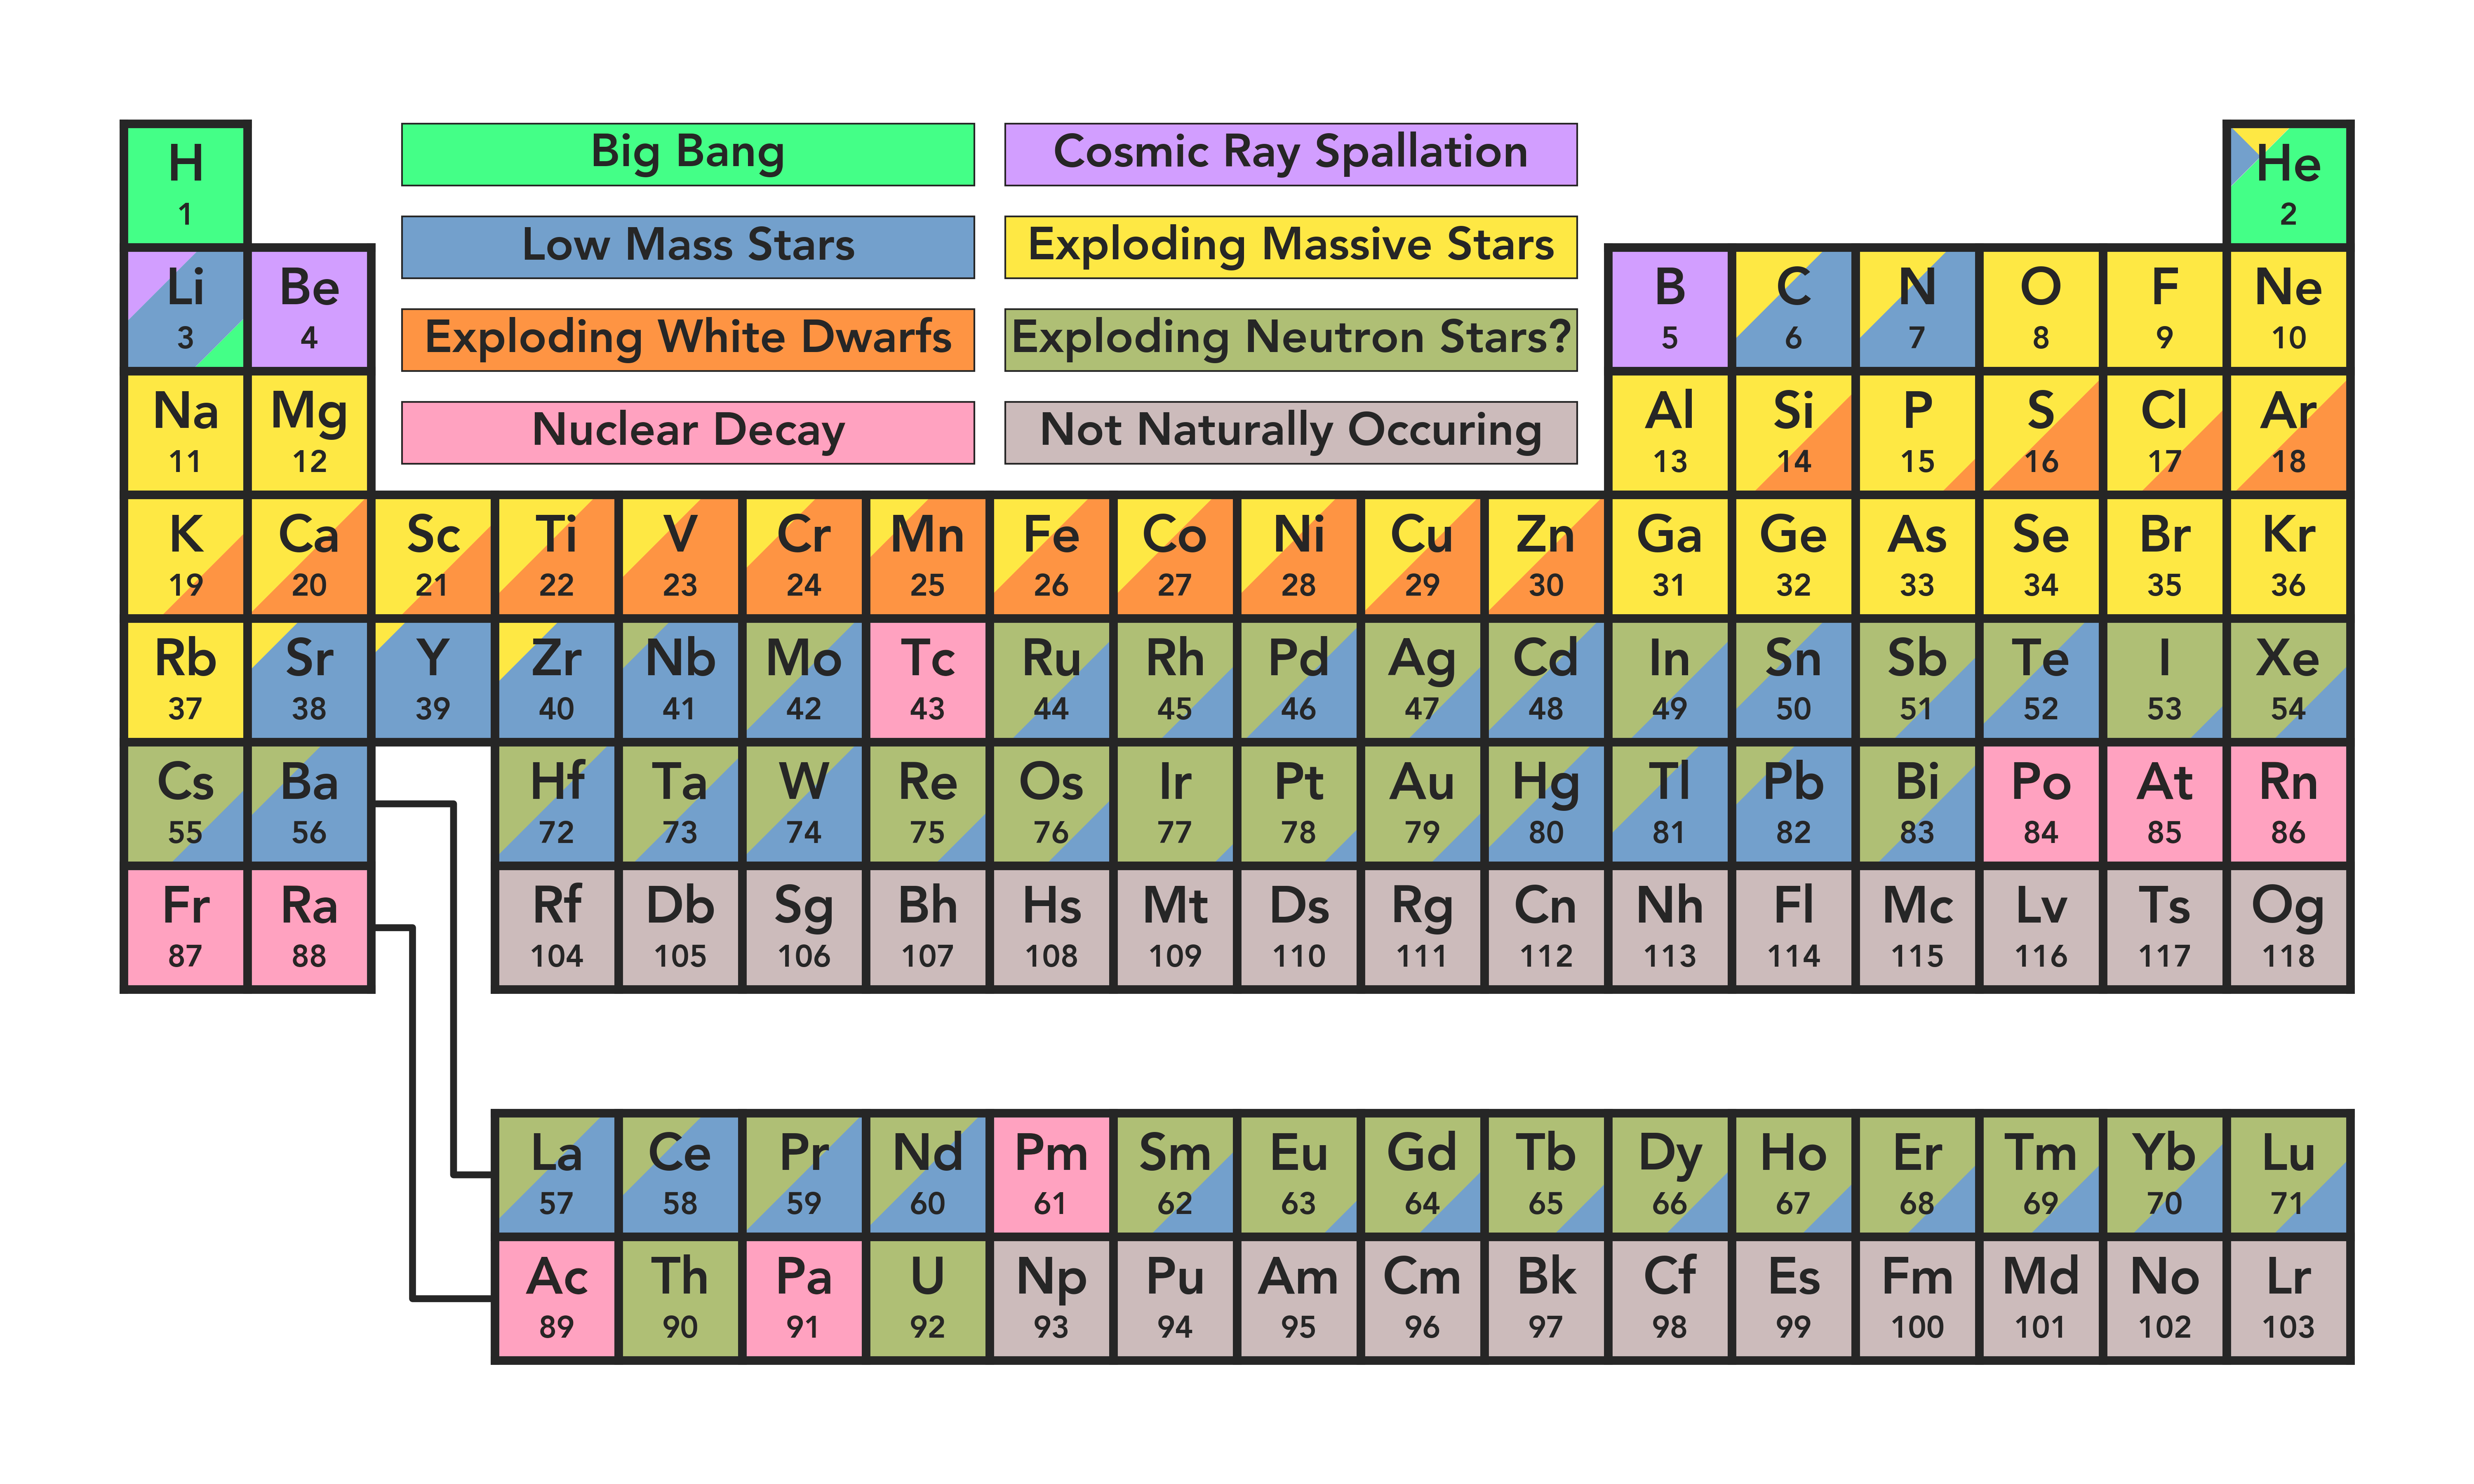 H
1
Big Bang
Cosmic Ray Spallation
He
2
Low Mass Stars
Exploding Massive Stars
Li
3
Be
4
B
5
C
6
N
7
O
8
F
9
Ne
10
Exploding White Dwarfs
Exploding Neutron Stars?
Nuclear Decay
Not Naturally Occuring
Na
11
Mg
12
Al
13
Si
14
P
15
S
16
Cl
17
Ar
18
K
19
Ca
20
Sc
21
Ti
22
V
23
Cr
24
Mn
25
Fe
26
Co
27
Ni
28
Cu
29
Zn
30
Ga
31
Ge
32
As
33
Se
34
Br
35
Kr
36
Rb
37
Sr
38
Y
39
Zr
40
Nb
41
Mo
42
Tc
43
Ru
44
Rh
45
Pd
46
Ag
47
Cd
48
In
49
Sn
50
Sb
51
Te
52
I
53
Xe
54
Cs
55
Ba
56
Hf
72
Ta
73
W
74
Re
75
Os
76
Ir
77
Pt
78
Au
79
Hg
80
Tl
81
Pb
82
Bi
83
Po
84
At
85
Rn
86
Fr
87
Ra
88
Rf
104
Db
105
Sg
106
Bh
107
Hs
108
Mt
109
Ds
110
Rg
111
Cn
112
Nh
113
Fl
114
Mc
115
Lv
116
Ts
117
Og
118
La
57
Ce
58
Pr
59
Nd
60
Pm
61
Sm
62
Eu
63
Gd
64
Tb
65
Dy
66
Ho
67
Er
68
Tm
69
Yb
70
Lu
71
Ac
89
Th
90
Pa
91
U
92
Np
93
Pu
94
Am
95
Cm
96
Bk
97
Cf
98
Es
99
Fm
100
Md
101
No
102
Lr
103